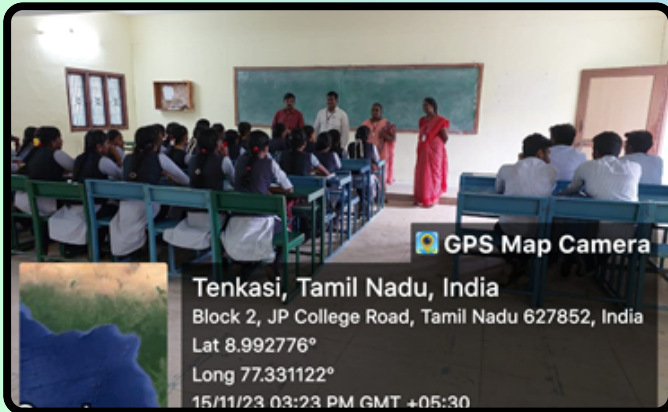 GPS Map Camera
Tenkasi, Tamil Nadu, India
Block 2, JP College Road, Tamil Nadu 627852, India
Lat 8.992776°
Long 77.331122°
15/11/23 03:23 PM GMT +05:30